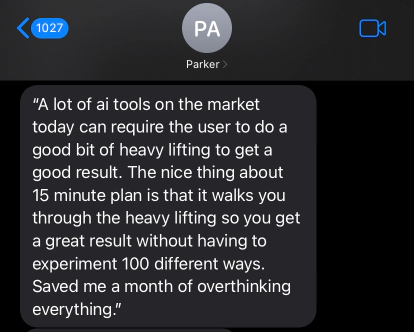 1027
PA
Parker
“A lot of ai tools on the market
today can require the user to do a
good bit of heavy lifting to get a
good result. The nice thing about
15 minute plan is that it walks you
through the heavy lifting so you get
a great result without having to
experiment 100 different ways.
Saved me a month of overthinking
everything.”